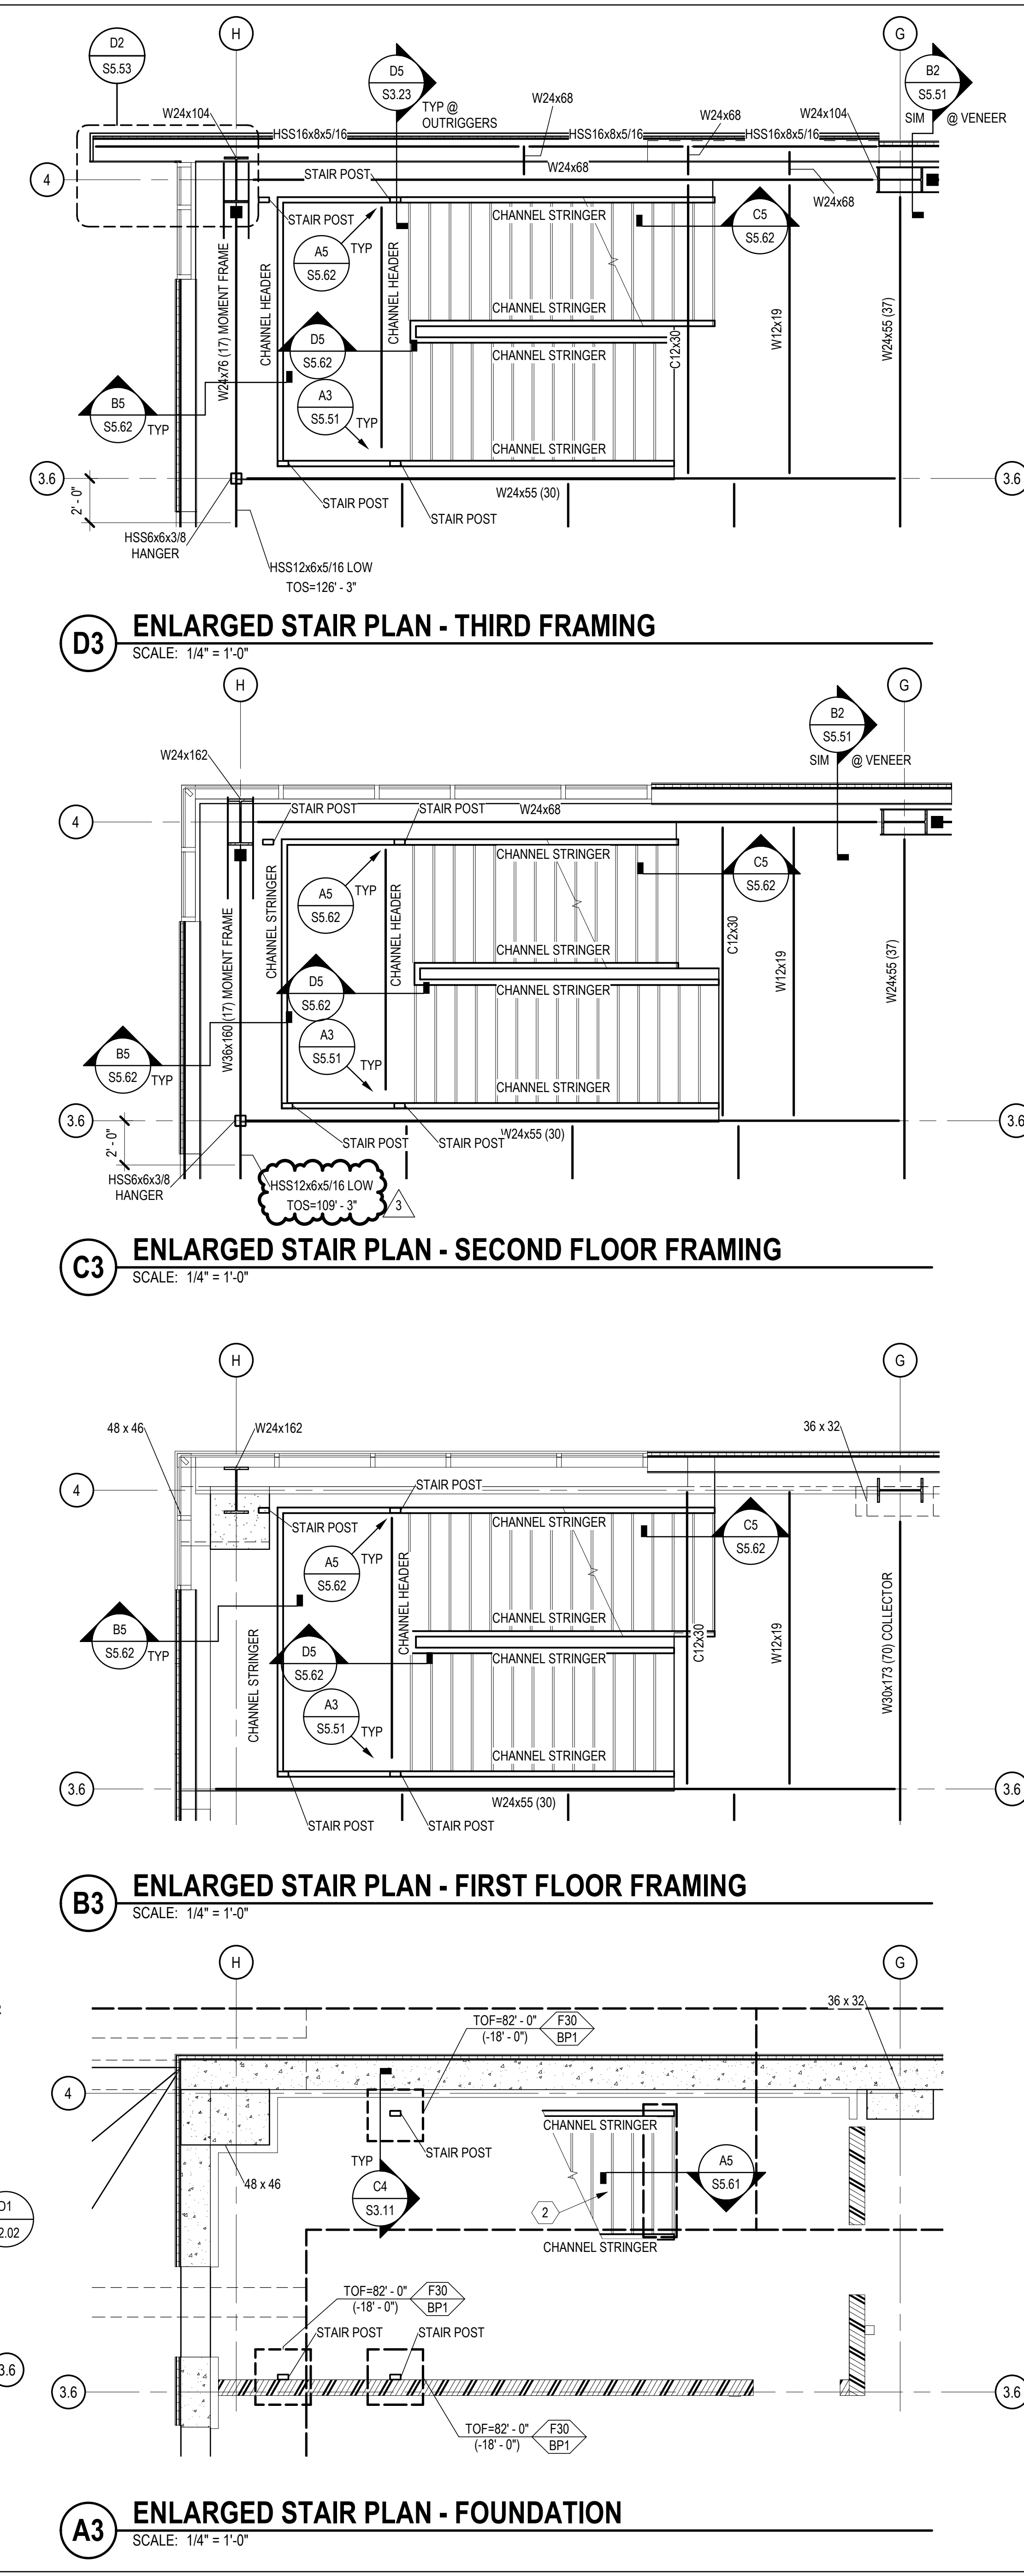 H
G
D2
S5.53
D5
S3.23
TYP @
OUTRIGGERS
B2
S5.51
SIM @ VENEER
W24x104
W24x68
W24x68
W24x104
HSS16x8x5/16
HSS16x8x5/16
HSS16x8x5/16
W24x68
W24x68
4
STAIR POST
STAIR POST
CHANNEL STRINGER
C5
S5.62
A5
S5.62
TYP
W24x76 (17) MOMENT FRAME
CHANNEL HEADER
CHANNEL HEADER
CHANNEL STRINGER
D5
S5.62
CHANNEL STRINGER
C12x30
W12x19
W24x55 (37)
A3
S5.51
TYP
B5
S5.62
TYP
CHANNEL STRINGER
3.6
3.6
2' - 0"
STAIR POST
STAIR POST
W24x55 (30)
HSS6x6x3/8
HANGER
HSS12x6x5/16 LOW
TOS=126' - 3"
D3
ENLARGED STAIR PLAN - THIRD FRAMING
SCALE: 1/4" = 1'-0"
H
G
B2
S5.51
SIM @ VENEER
W24x162
4
STAIR POST
STAIR POST
W24x68
CHANNEL STRINGER
C5
S5.62
A5
S5.62
TYP
CHANNEL STRINGER
CHANNEL HEADER
W36x160 (17) MOMENT FRAME
CHANNEL STRINGER
C12x30
W12x19
W24x55 (37)
D5
S5.62
CHANNEL STRINGER
A3
S5.51
TYP
B5
S5.62
TYP
CHANNEL STRINGER
3.6
3.6
2' - 0"
STAIR POST
STAIR POST
W24x55 (30)
HSS6x6x3/8
HANGER
HSS12x6x5/16 LOW
TOS=109' - 3"
3
C3
ENLARGED STAIR PLAN - SECOND FLOOR FRAMING
SCALE: 1/4" = 1'-0"
H
G
48 x 46
W24x162
36 x 32
4
STAIR POST
STAIR POST
CHANNEL STRINGER
C5
S5.62
A5
S5.62
TYP
CHANNEL HEADER
CHANNEL STRINGER
B5
S5.62
TYP
CHANNEL STRINGER
D5
S5.62
CHANNEL STRINGER
C12x30
W12x19
W30x173 (70) COLLECTOR
A3
S5.51
TYP
CHANNEL STRINGER
3.6
3.6
W24x55 (30)
STAIR POST
STAIR POST
B3
ENLARGED STAIR PLAN - FIRST FLOOR FRAMING
SCALE: 1/4" = 1'-0"
H
G
36 x 32
TOF=82' - 0"
(-18' - 0")
F30
BP1
4
STAIR POST
CHANNEL STRINGER
TYP
C4
S3.11
48 x 46
A5
S5.61
2
CHANNEL STRINGER
TOF=82' - 0"
(-18' - 0")
F30
BP1
STAIR POST
STAIR POST
3.6
3.6
3.6
TOF=82' - 0"
(-18' - 0")
F30
BP1
A3
ENLARGED STAIR PLAN - FOUNDATION
SCALE: 1/4" = 1'-0"